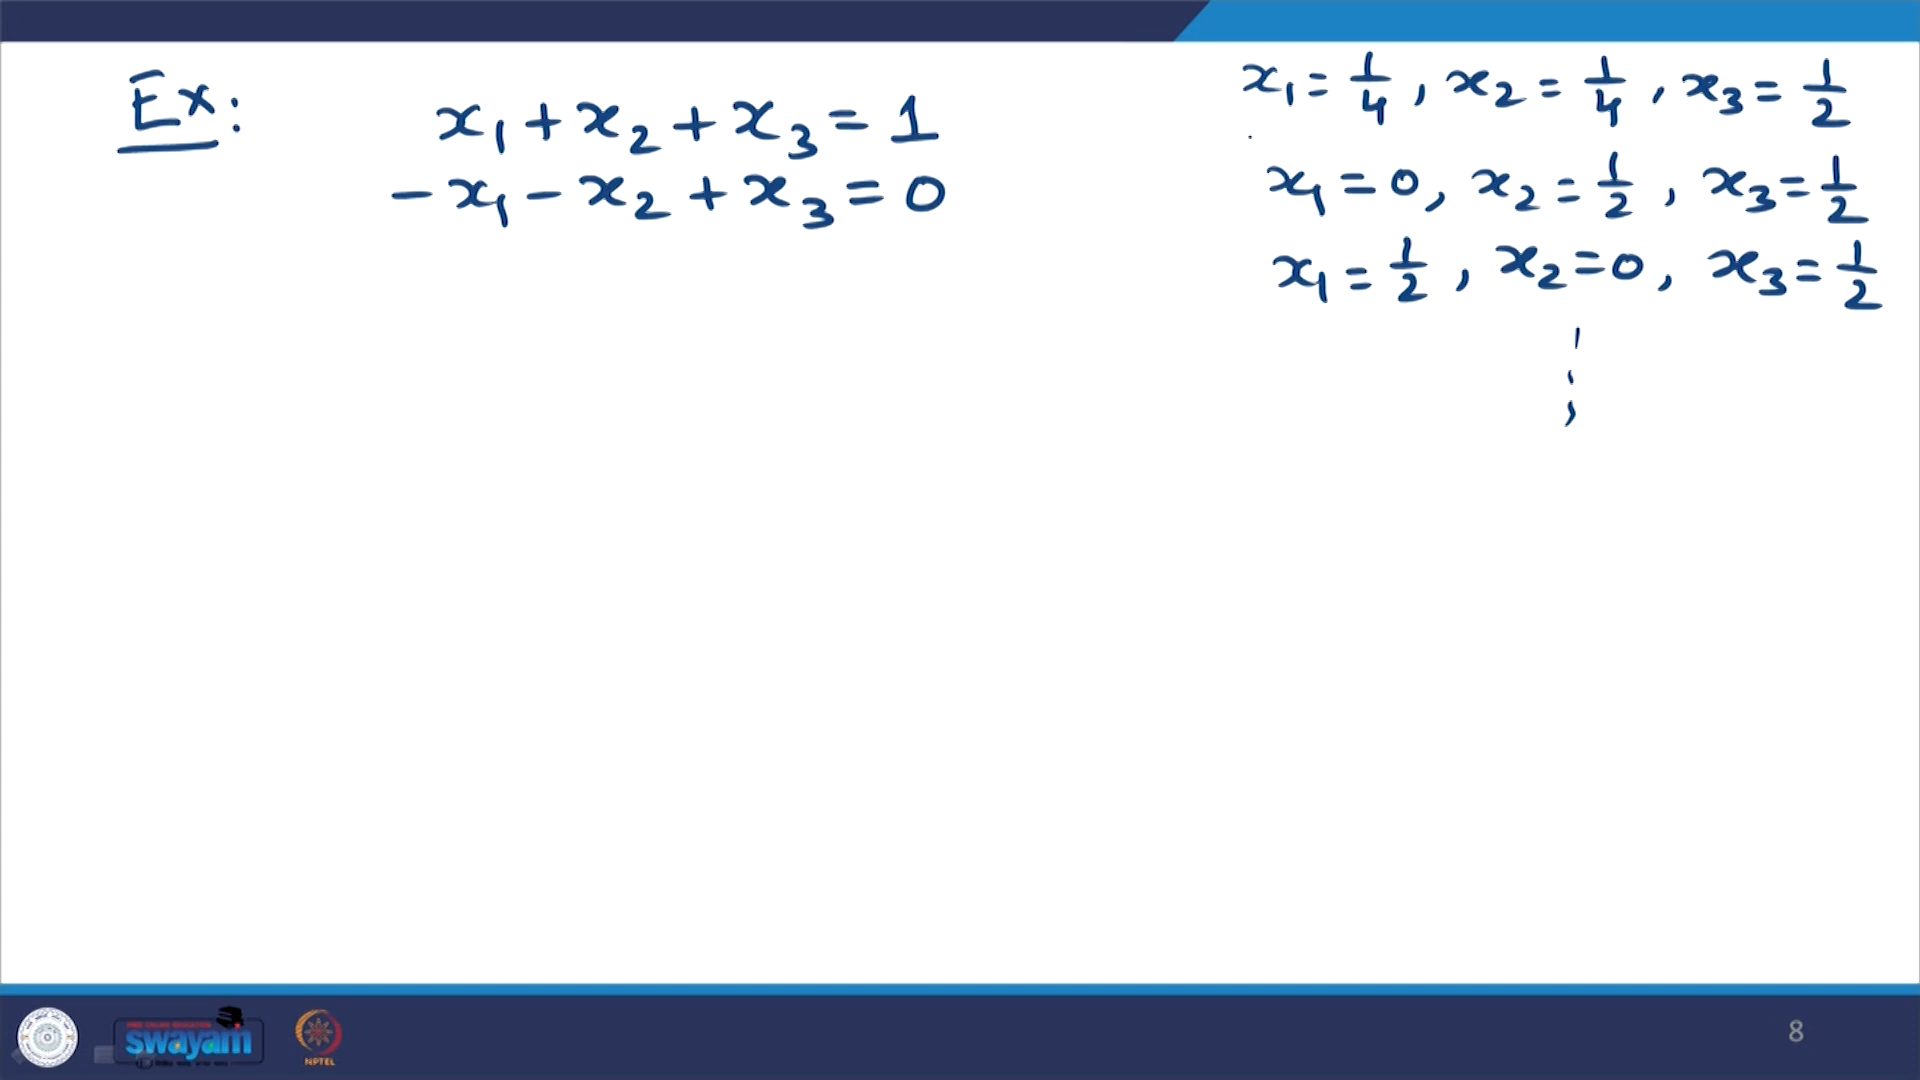 Ex:
x₁ + x₂ + x₃ = 1
-x₁ - x₂ + x₃ = 0
x₁ = 1/4, x₂ = 1/4, x₃ = 1/2
x₁ = 0, x₂ = 1/2, x₃ = 1/2
x₁ = 1/2, x₂ = 0, x₃ = 1/2
⋮
swayam
NPTEL
8